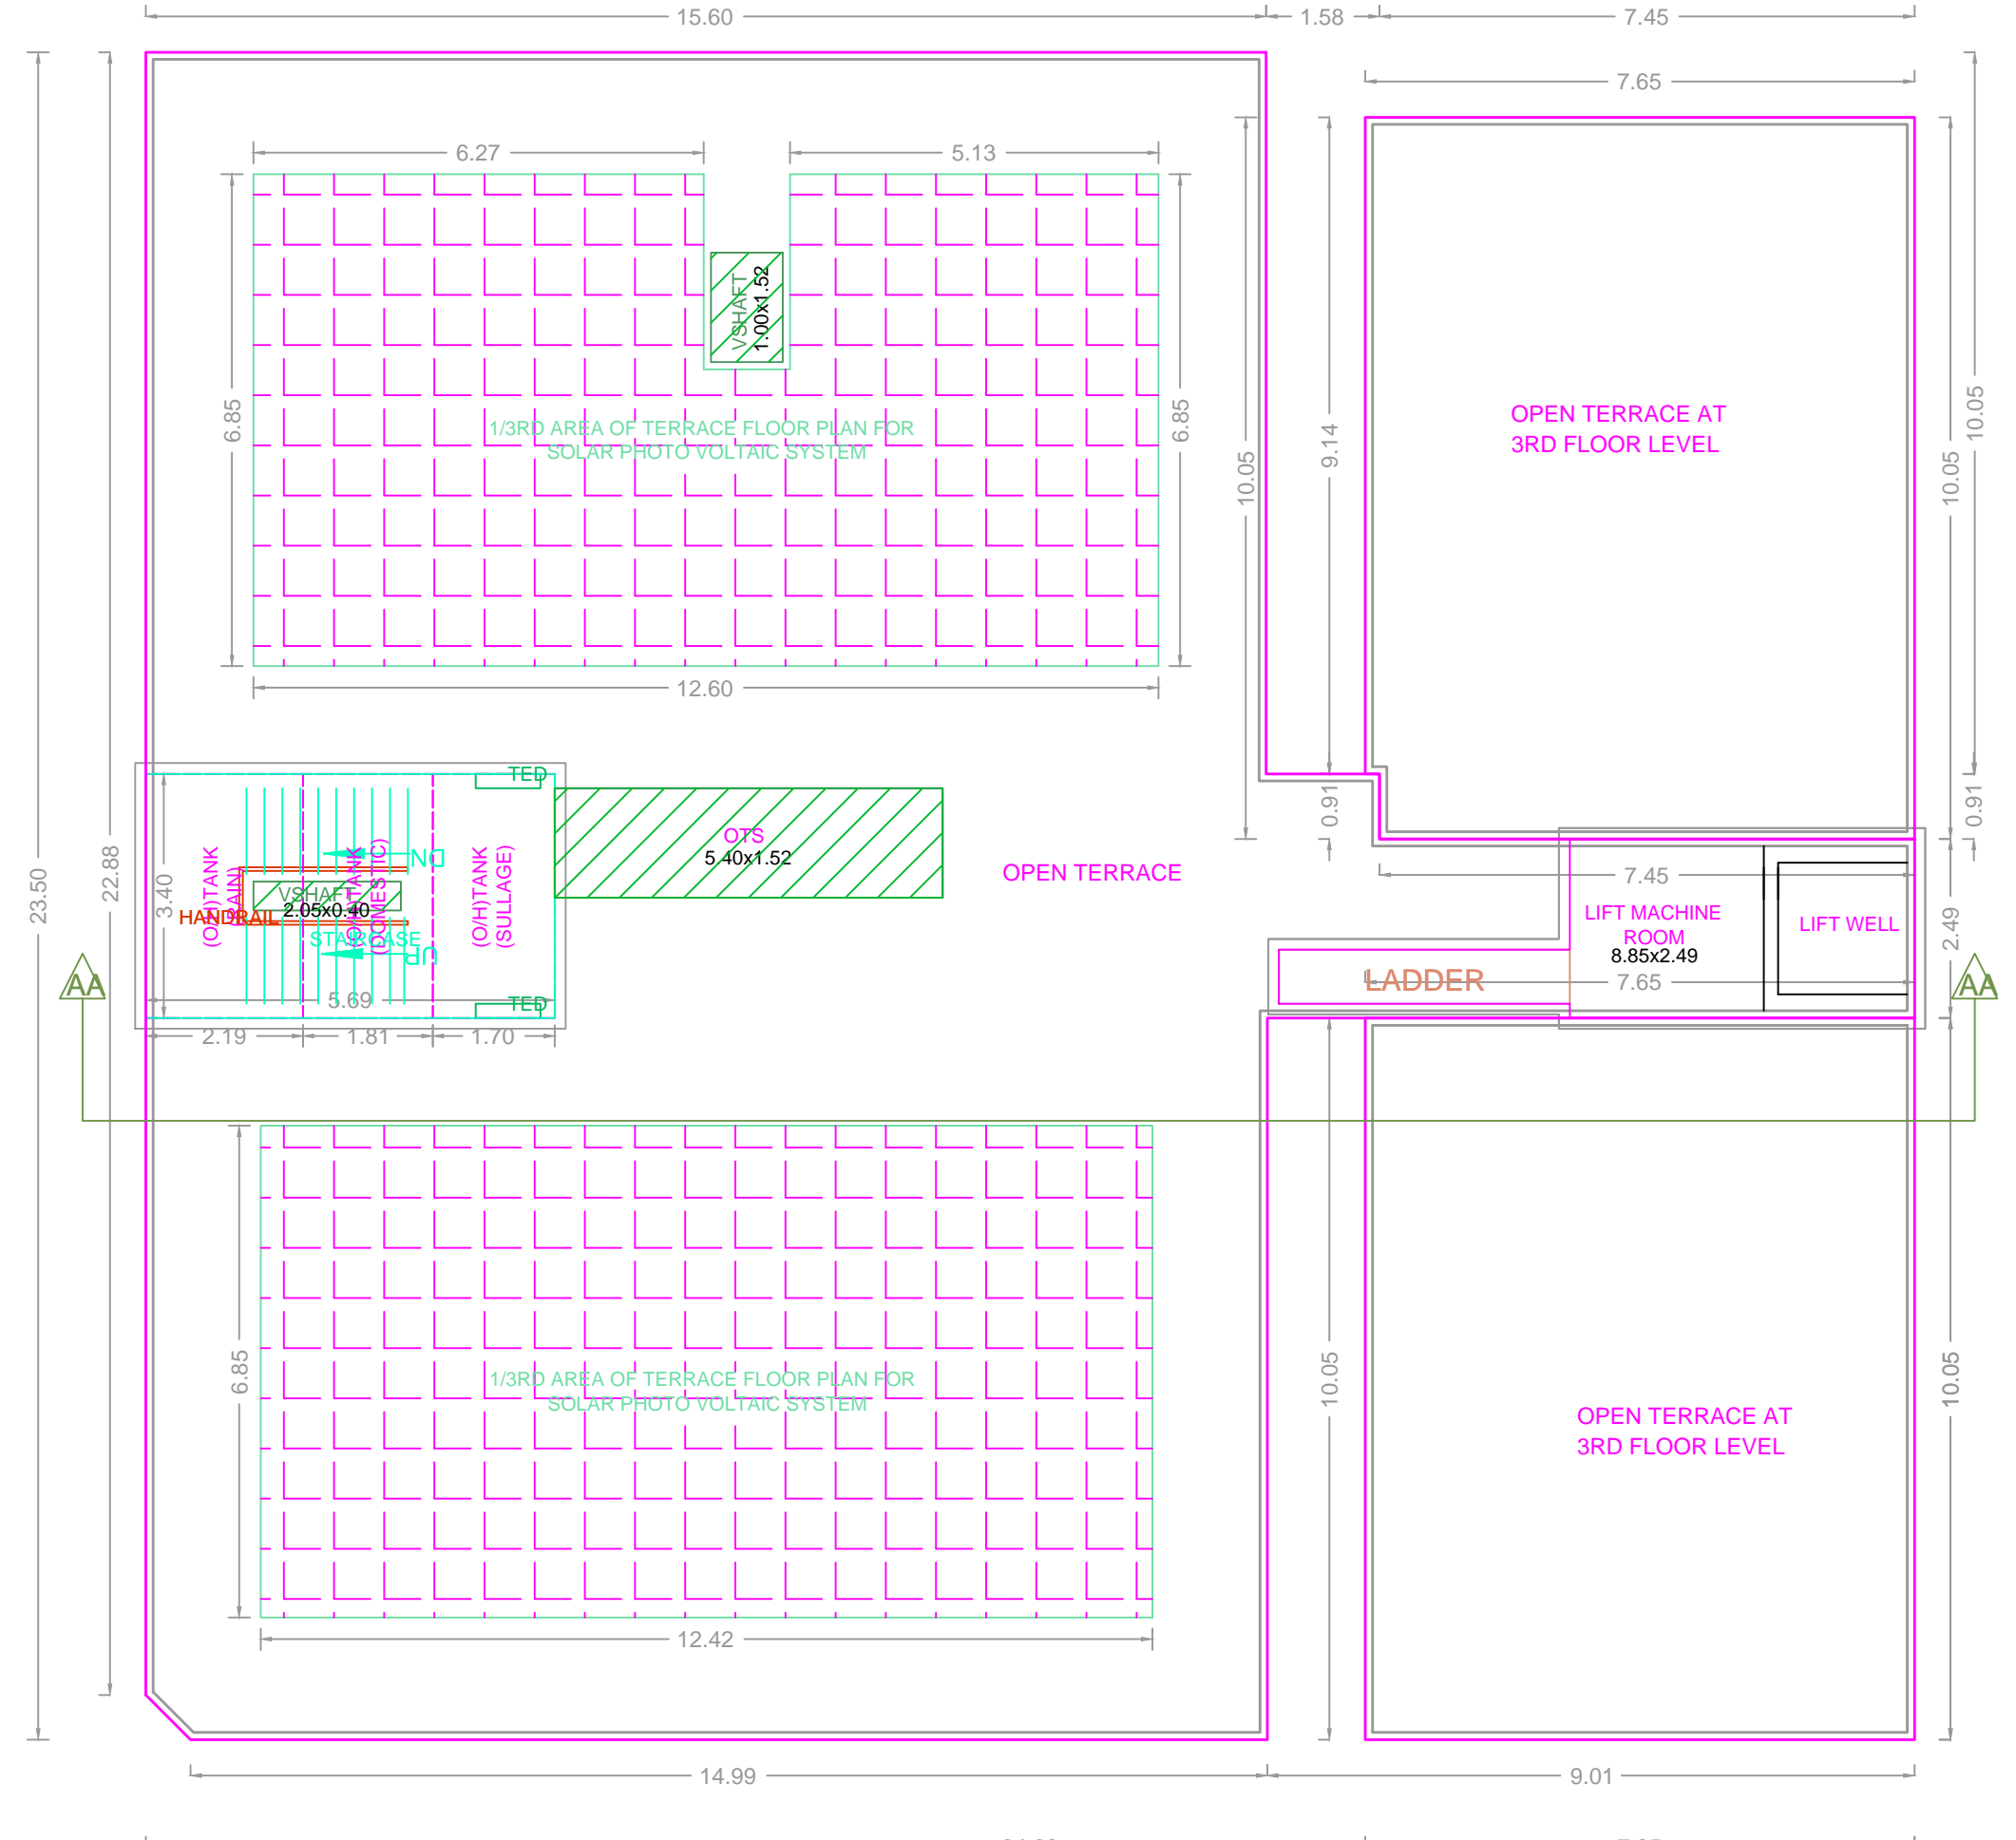 15.60
1.58
7.45
7.65
6.27
5.13
VSHAFT
1.00x1.52
6.85
6.85
1/3RD AREA OF TERRACE FLOOR PLAN FOR
SOLAR PHOTO VOLTAIC SYSTEM
12.60
10.05
9.14
10.05
10.05
OPEN TERRACE AT
3RD FLOOR LEVEL
0.91
0.91
23.50
22.88
3.40
TED
(O/H)TANK
(RAIN)
(O/H)TANK
(DOMESTIC)
(O/H)TANK
(SULLAGE)
DN
VSHAFT
2.05x0.40
HANDRAIL
STAIRCASE
UP
TED
5.69
2.19
1.81
1.70
OTS
5.40x1.52
OPEN TERRACE
7.45
LIFT MACHINE
ROOM
8.85x2.49
LIFT WELL
2.49
LADDER
7.65
AA
AA
6.85
1/3RD AREA OF TERRACE FLOOR PLAN FOR
SOLAR PHOTO VOLTAIC SYSTEM
12.42
10.05
10.05
OPEN TERRACE AT
3RD FLOOR LEVEL
14.99
9.01